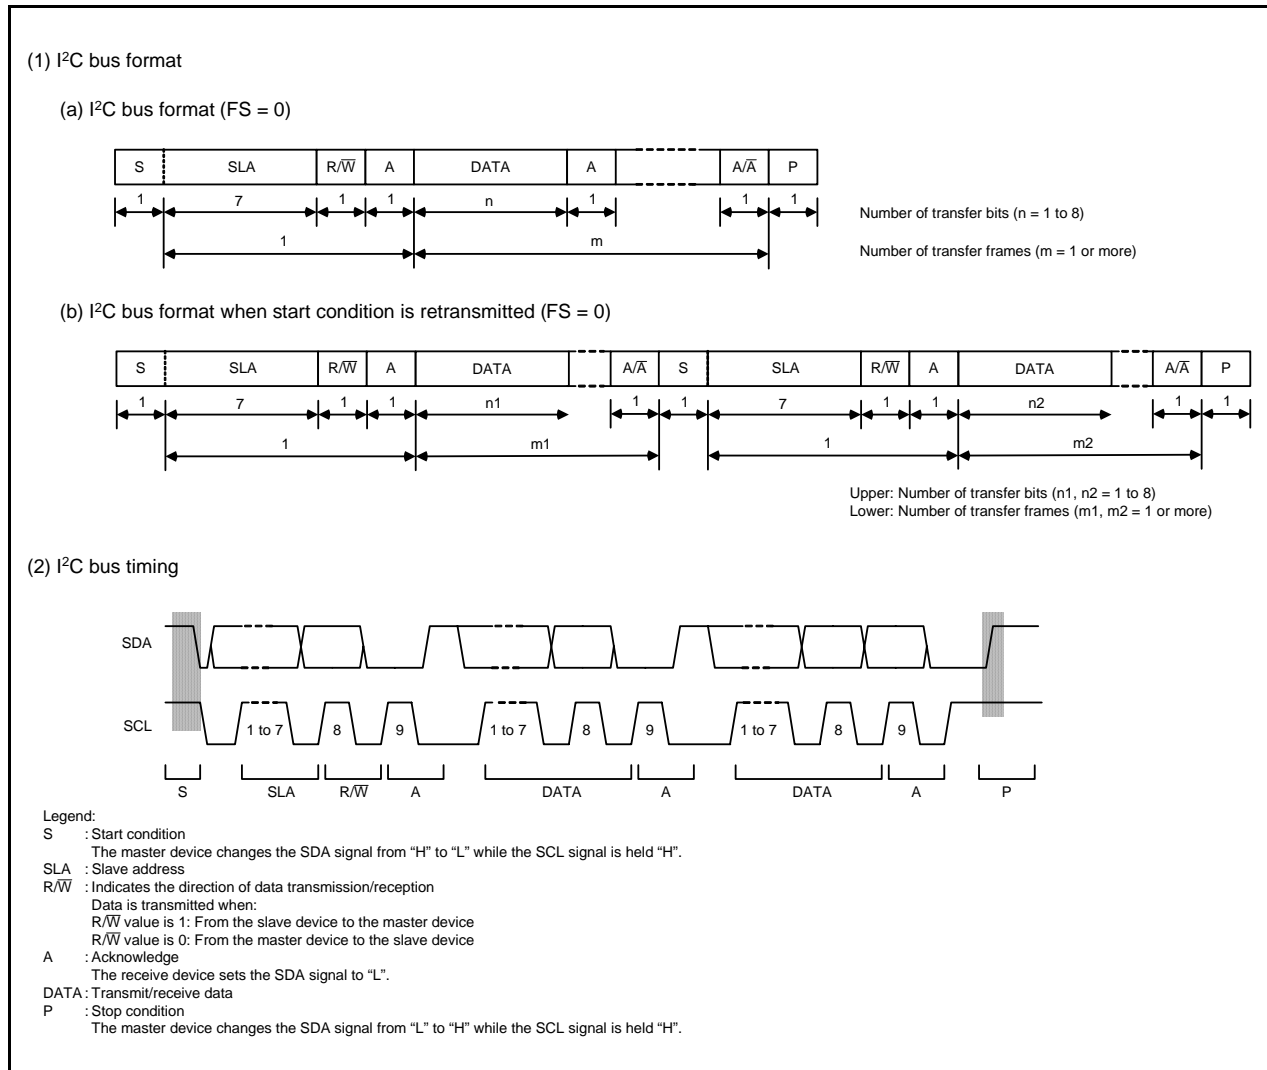 (1) I²C bus format
(a) I²C bus format (FS = 0)
S SLA R/W̅ A DATA A A/A̅ P
1 7 1 1 n 1 1 1
Number of transfer bits (n = 1 to 8)
1 m
Number of transfer frames (m = 1 or more)
(b) I²C bus format when start condition is retransmitted (FS = 0)
S SLA R/W̅ A DATA A/A̅ S SLA R/W̅ A DATA A/A̅ P
1 7 1 1 n1 1 1 7 1 1 n2 1 1
1 m1 1 m2
Upper: Number of transfer bits (n1, n2 = 1 to 8)
Lower: Number of transfer frames (m1, m2 = 1 or more)
(2) I²C bus timing
SDA
SCL 1 to 7 8 9 1 to 7 8 9 1 to 7 8 9
S SLA R/W̅ A DATA A DATA A P
Legend:
S : Start condition
The master device changes the SDA signal from “H” to “L” while the SCL signal is held “H”.
SLA : Slave address
R/W̅ : Indicates the direction of data transmission/reception
Data is transmitted when:
R/W̅ value is 1: From the slave device to the master device
R/W̅ value is 0: From the master device to the slave device
A : Acknowledge
The receive device sets the SDA signal to “L”.
DATA : Transmit/receive data
P : Stop condition
The master device changes the SDA signal from “L” to “H” while the SCL signal is held “H”.